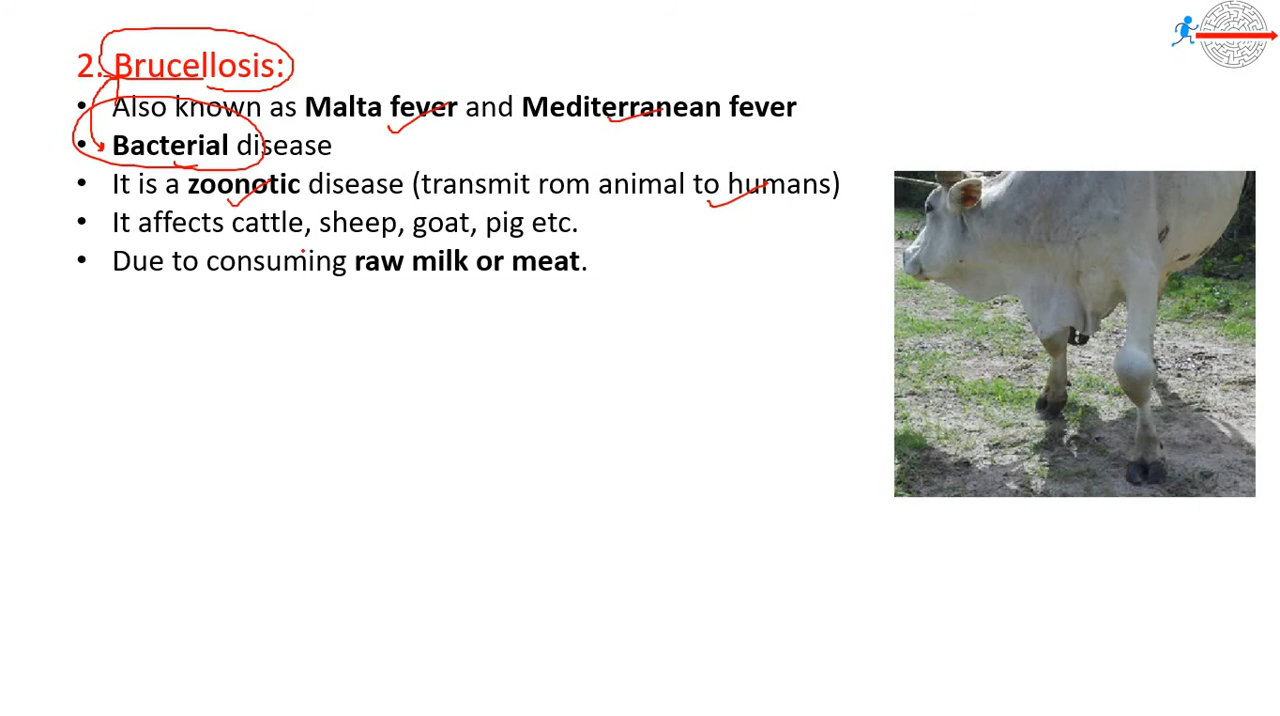 2. Brucellosis:
• Also known as Malta fever and Mediterranean fever
• Bacterial disease
• It is a zoonotic disease (transmit rom animal to humans)
• It affects cattle, sheep, goat, pig etc.
• Due to consuming raw milk or meat.